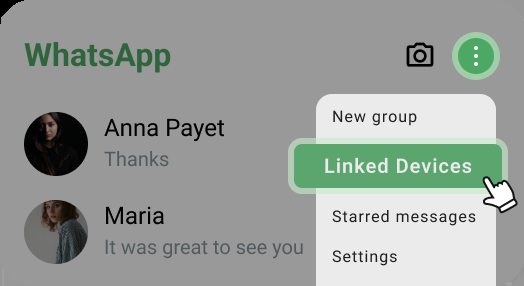 WhatsApp
Anna Payet
Thanks
Maria
It was great to see you
New group
Linked Devices
Starred messages
Settings